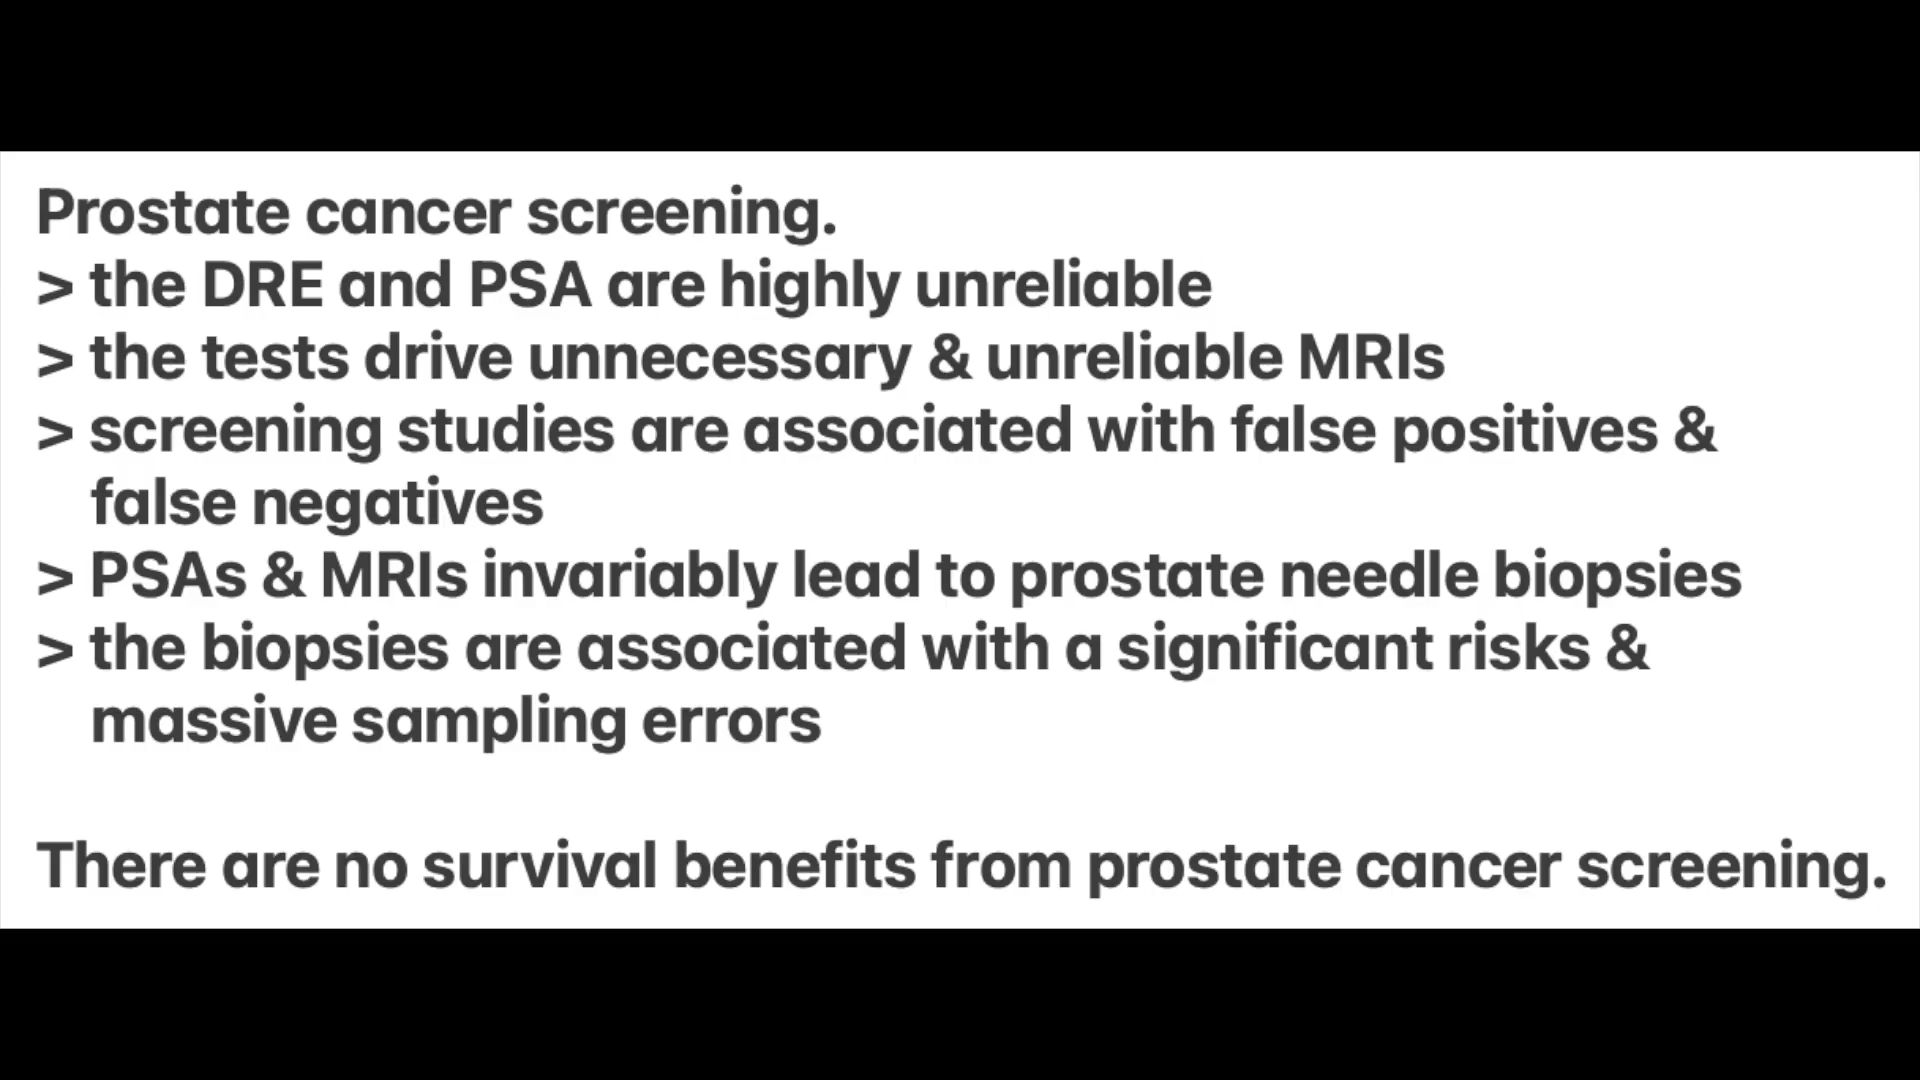 Prostate cancer screening.
> the DRE and PSA are highly unreliable
> the tests drive unnecessary & unreliable MRIs
> screening studies are associated with false positives &
false negatives
> PSAs & MRIs invariably lead to prostate needle biopsies
> the biopsies are associated with a significant risks &
massive sampling errors
There are no survival benefits from prostate cancer screening.